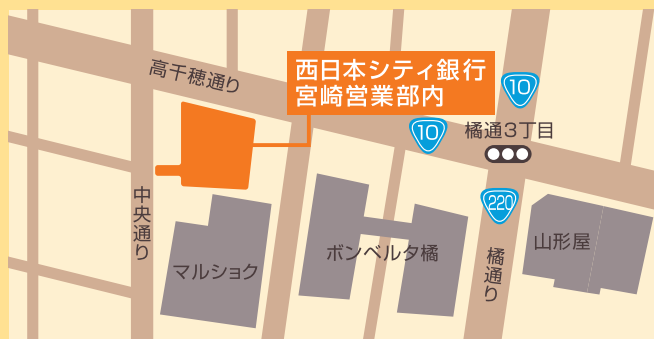 高千穂通り
西日本シティ銀行
宮崎営業部内
10
10
橘通3丁目
220
中央通り
マルショク
ボンベルタ橘
橘通り
山形屋